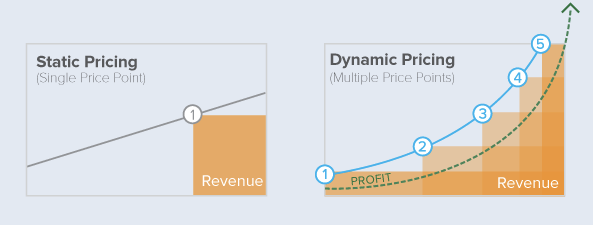 Static Pricing
(Single Price Point)
1
Revenue
Dynamic Pricing
(Multiple Price Points)
5
4
3
2
1
PROFIT
Revenue